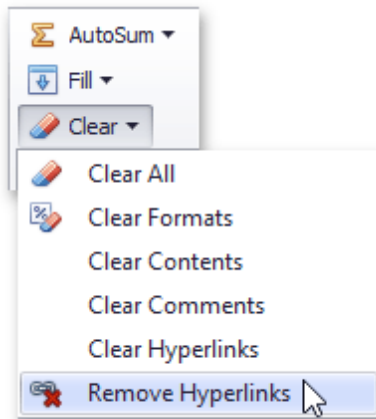 AutoSum
Fill
Clear
Clear All
Clear Formats
Clear Contents
Clear Comments
Clear Hyperlinks
Remove Hyperlinks